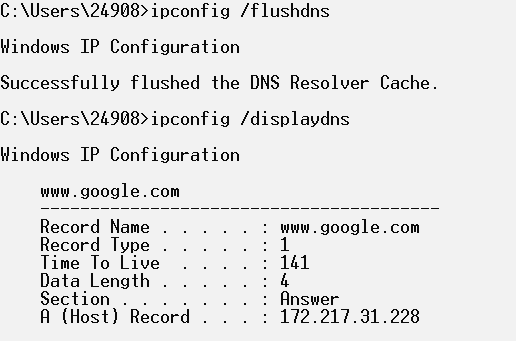 C:\Users\24908>ipconfig /flushdns
Windows IP Configuration
Successfully flushed the DNS Resolver Cache.
C:\Users\24908>ipconfig /displaydns
Windows IP Configuration
    www.google.com
    ----------------------------------------
    Record Name . . . . . : www.google.com
    Record Type . . . . . : 1
    Time To Live  . . . . : 141
    Data Length . . . . . : 4
    Section . . . . . . . : Answer
    A (Host) Record . . . : 172.217.31.228